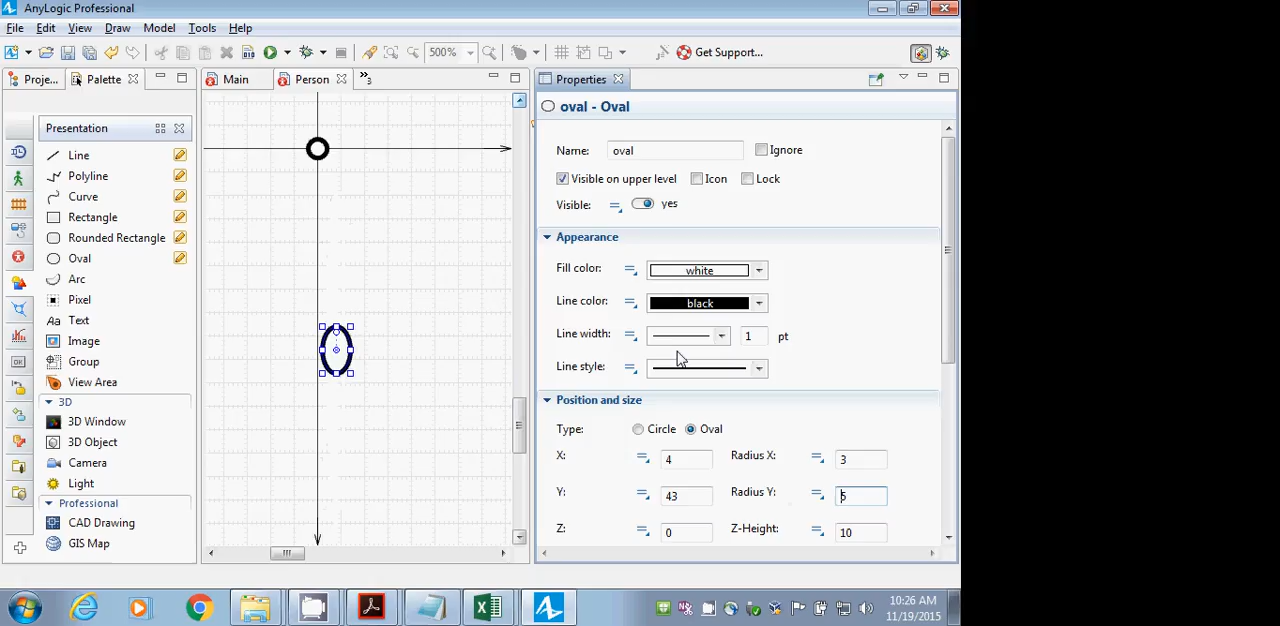 AnyLogic Professional
File Edit View Draw Model Tools Help
500% Get Support...
Proje... Palette Main Person »3 Properties
Presentation
Line
Polyline
Curve
Rectangle
Rounded Rectangle
Oval
Arc
Pixel
Aa Text
Image
Group
View Area
3D
3D Window
3D Object
Camera
Light
Professional
CAD Drawing
GIS Map
oval - Oval
Name: oval Ignore
Visible on upper level Icon Lock
Visible: yes
Appearance
Fill color: white
Line color: black
Line width: 1 pt
Line style:
Position and size
Type: Circle Oval
X: 4 Radius X: 3
Y: 43 Radius Y: 5
Z: 0 Z-Height: 10
10:26 AM
11/19/2015